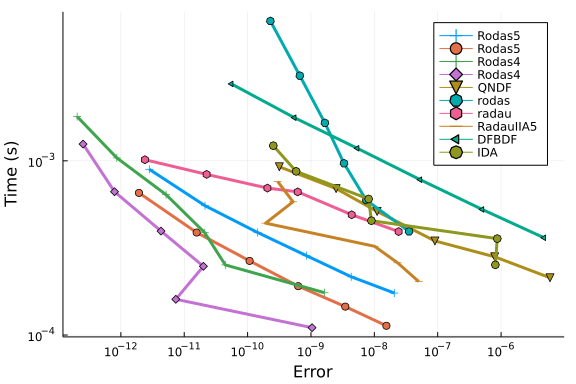 Rodas5
Rodas5
Rodas4
Rodas4
QNDF
rodas
radau
RadauIIA5
DFBDF
IDA
Time (s)
10⁻³
10⁻⁴
10⁻¹² 10⁻¹¹ 10⁻¹⁰ 10⁻⁹ 10⁻⁸ 10⁻⁷ 10⁻⁶
Error